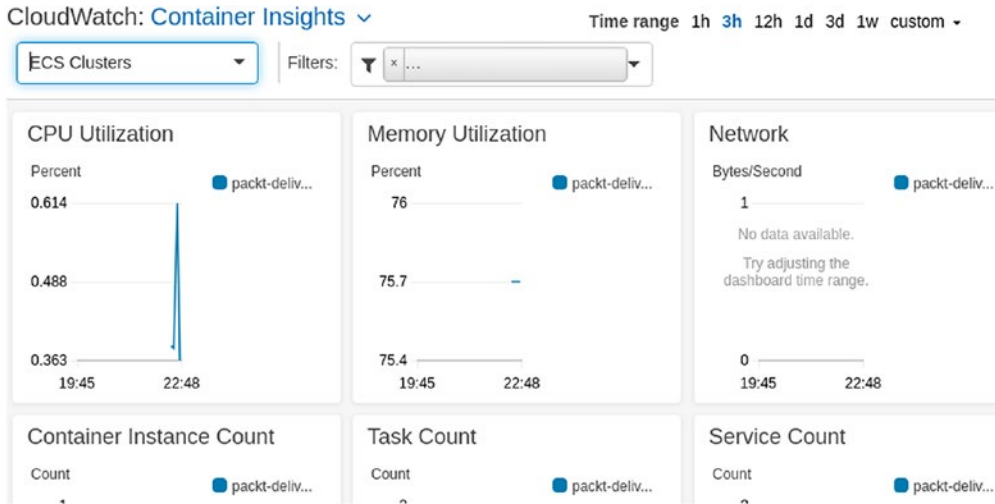 CloudWatch: Container Insights
Time range 1h 3h 12h 1d 3d 1w custom
ECS Clusters
Filters:
× ...
CPU Utilization
Percent
packt-deliv...
0.614
0.488
0.363
19:45 22:48
Memory Utilization
Percent
packt-deliv...
76
75.7
75.4
19:45 22:48
Network
Bytes/Second
packt-deliv...
1
No data available.
Try adjusting the
dashboard time range.
0
19:45 22:48
Container Instance Count
Count
packt-deliv...
Task Count
Count
packt-deliv...
Service Count
Count
packt-deliv...